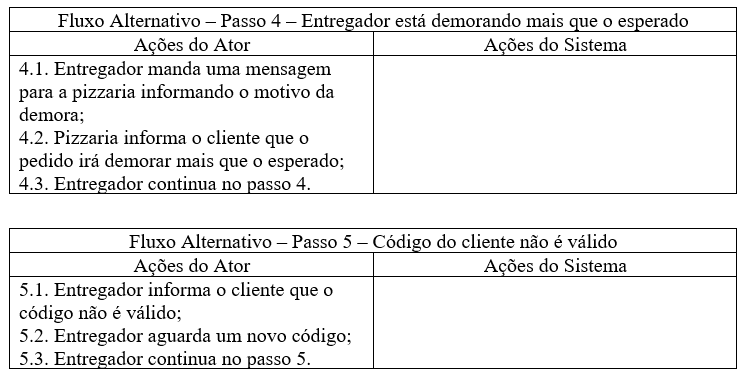 Fluxo Alternativo – Passo 4 – Entregador está demorando mais que o esperado
Ações do Ator
Ações do Sistema
4.1. Entregador manda uma mensagem
para a pizzaria informando o motivo da
demora;
4.2. Pizzaria informa o cliente que o
pedido irá demorar mais que o esperado;
4.3. Entregador continua no passo 4.
Fluxo Alternativo – Passo 5 – Código do cliente não é válido
Ações do Ator
Ações do Sistema
5.1. Entregador informa o cliente que o
código não é válido;
5.2. Entregador aguarda um novo código;
5.3. Entregador continua no passo 5.